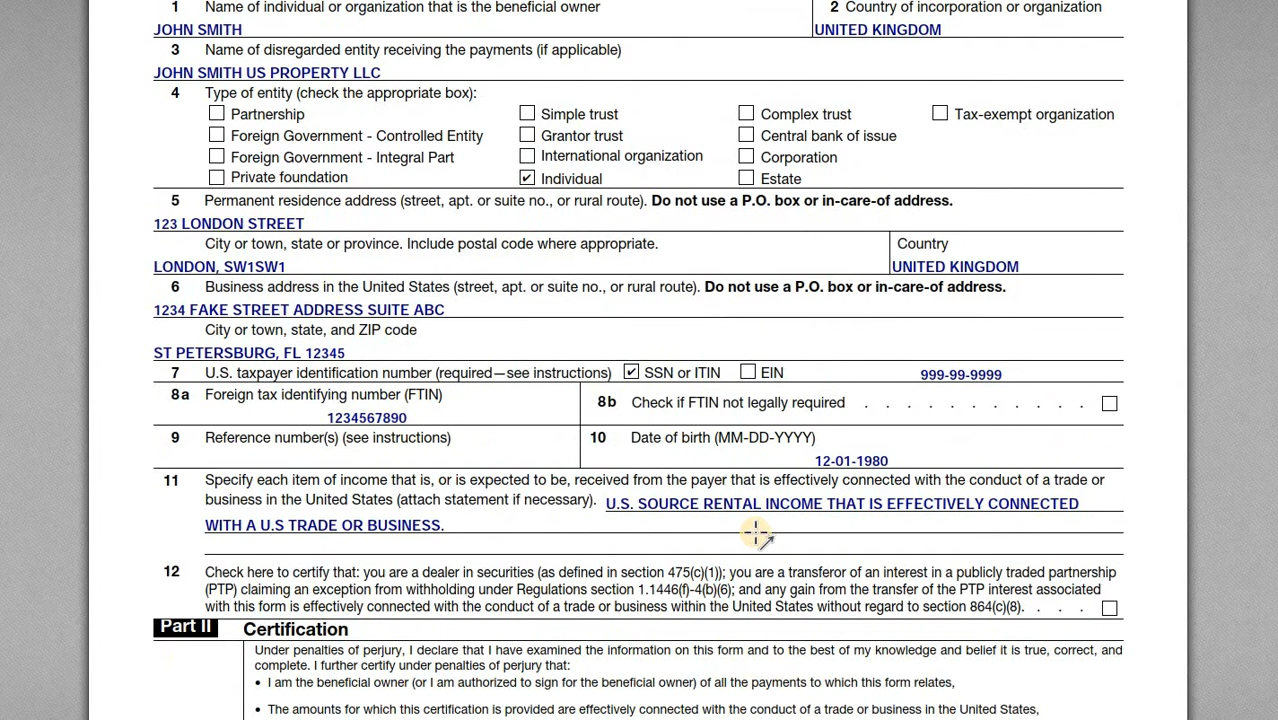 1 Name of individual or organization that is the beneficial owner 2 Country of incorporation or organization
JOHN SMITH UNITED KINGDOM
3 Name of disregarded entity receiving the payments (if applicable)
JOHN SMITH US PROPERTY LLC
4 Type of entity (check the appropriate box):
Partnership Simple trust Complex trust Tax-exempt organization
Foreign Government - Controlled Entity Grantor trust Central bank of issue
Foreign Government - Integral Part International organization Corporation
Private foundation ✔ Individual Estate
5 Permanent residence address (street, apt. or suite no., or rural route). Do not use a P.O. box or in-care-of address.
123 LONDON STREET
City or town, state or province. Include postal code where appropriate. Country
LONDON, SW1SW1 UNITED KINGDOM
6 Business address in the United States (street, apt. or suite no., or rural route). Do not use a P.O. box or in-care-of address.
1234 FAKE STREET ADDRESS SUITE ABC
City or town, state, and ZIP code
ST PETERSBURG, FL 12345
7 U.S. taxpayer identification number (required—see instructions) ✔ SSN or ITIN EIN 999-99-9999
8a Foreign tax identifying number (FTIN) 8b Check if FTIN not legally required . . . . . . . . . . .
1234567890
9 Reference number(s) (see instructions) 10 Date of birth (MM-DD-YYYY)
12-01-1980
11 Specify each item of income that is, or is expected to be, received from the payer that is effectively connected with the conduct of a trade or
business in the United States (attach statement if necessary). U.S. SOURCE RENTAL INCOME THAT IS EFFECTIVELY CONNECTED
WITH A U.S TRADE OR BUSINESS.
12 Check here to certify that: you are a dealer in securities (as defined in section 475(c)(1)); you are a transferor of an interest in a publicly traded partnership
(PTP) claiming an exception from withholding under Regulations section 1.1446(f)-4(b)(6); and any gain from the transfer of the PTP interest associated
with this form is effectively connected with the conduct of a trade or business within the United States without regard to section 864(c)(8). . . .
Part II Certification
Under penalties of perjury, I declare that I have examined the information on this form and to the best of my knowledge and belief it is true, correct, and
complete. I further certify under penalties of perjury that:
• I am the beneficial owner (or I am authorized to sign for the beneficial owner) of all the payments to which this form relates,
• The amounts for which this certification is provided are effectively connected with the conduct of a trade or business in the United States,